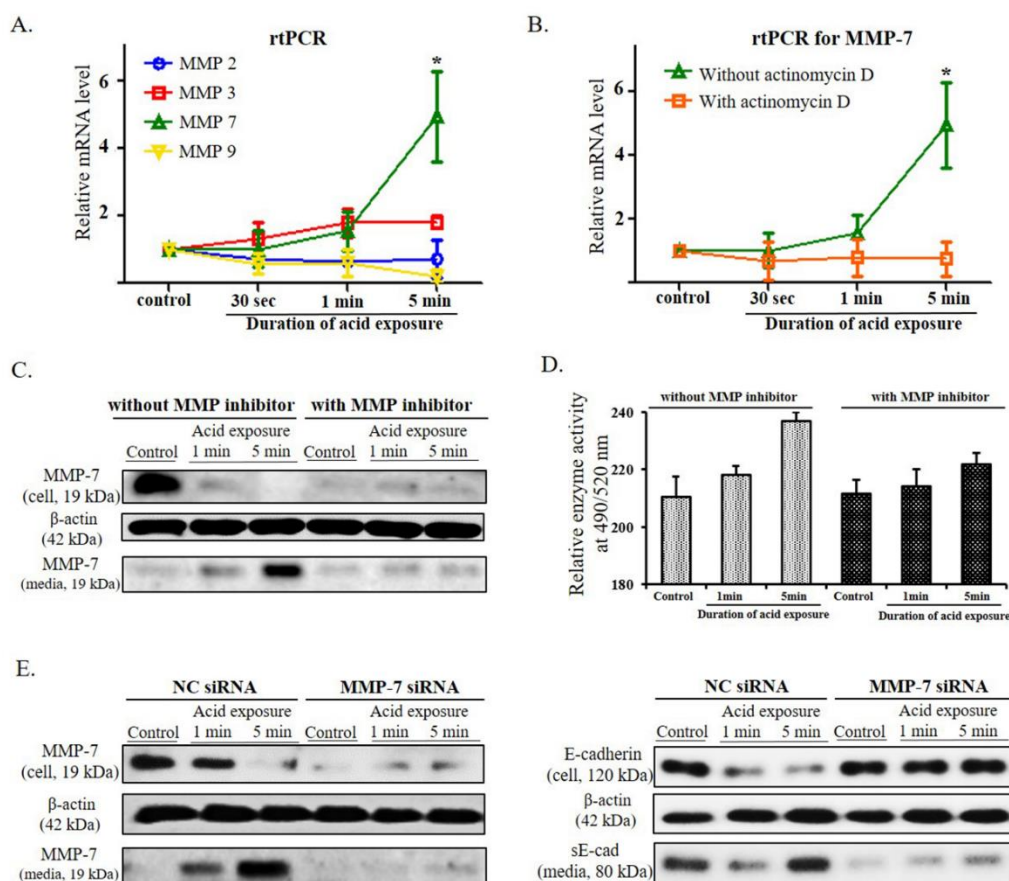 A.
rtPCR
Relative mRNA level
6
4
2
*
MMP 2
MMP 3
MMP 7
MMP 9
control
30 sec
1 min
5 min
Duration of acid exposure
B.
rtPCR for MMP-7
Relative mRNA level
6
4
2
*
Without actinomycin D
With actinomycin D
control
30 sec
1 min
5 min
Duration of acid exposure
C.
without MMP inhibitor with MMP inhibitor
Acid exposure Acid exposure
Control 1 min 5 min Control 1 min 5 min
MMP-7
(cell, 19 kDa)
β-actin
(42 kDa)
MMP-7
(media, 19 kDa)
D.
without MMP inhibitor with MMP inhibitor
Relative enzyme activity
at 490/520 nm
240
220
200
180
Control 1min 5min Control 1min 5min
Duration of acid exposure Duration of acid exposure
E.
NC siRNA MMP-7 siRNA
Acid exposure Acid exposure
Control 1 min 5 min Control 1 min 5 min
MMP-7
(cell, 19 kDa)
β-actin
(42 kDa)
MMP-7
(media, 19 kDa)
NC siRNA MMP-7 siRNA
Acid exposure Acid exposure
Control 1 min 5 min Control 1 min 5 min
E-cadherin
(cell, 120 kDa)
β-actin
(42 kDa)
sE-cad
(media, 80 kDa)